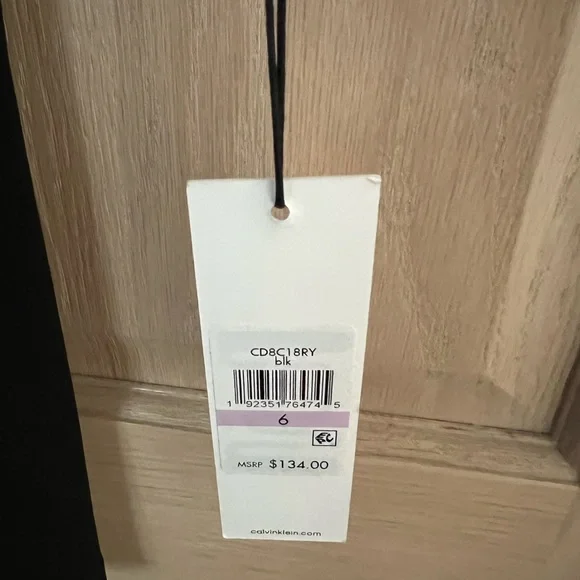 CD8C18RY
blk
1 92351 76474 5
6
MSRP $134.00
calvinklein.com